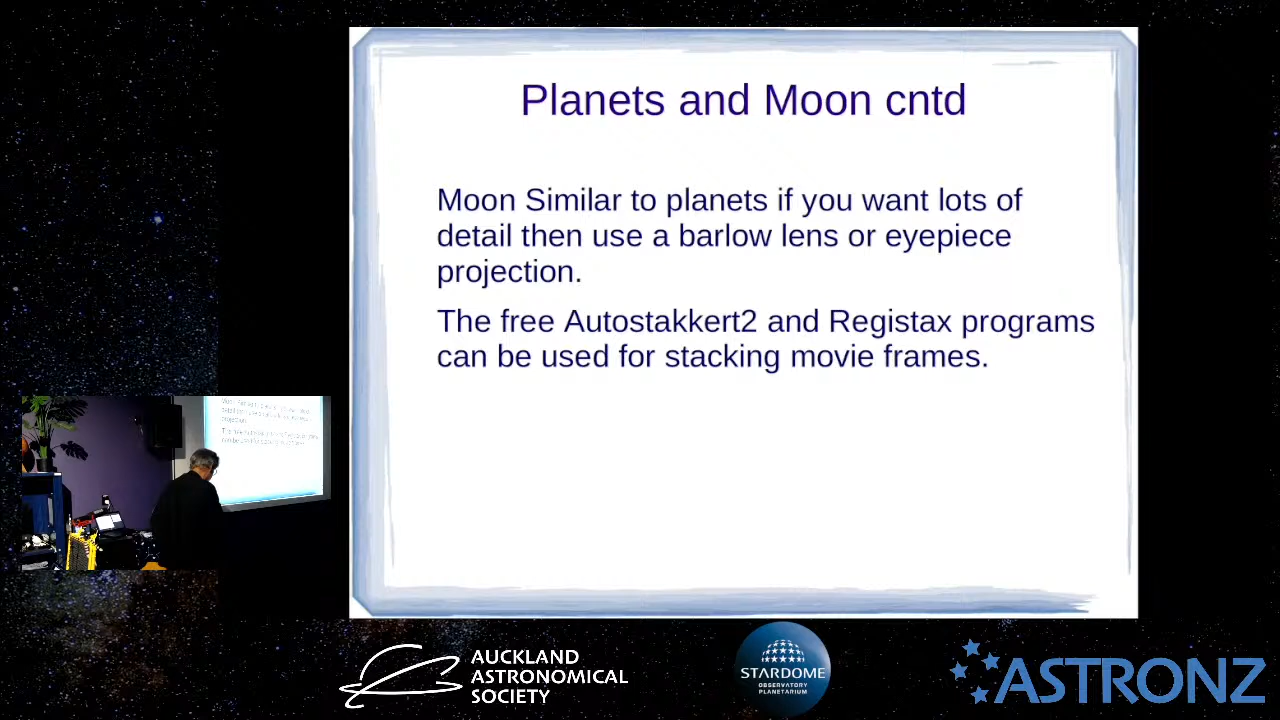 Planets and Moon cntd
Moon Similar to planets if you want lots of
detail then use a barlow lens or eyepiece
projection.
The free Autostakkert2 and Registax programs
can be used for stacking movie frames.
AUCKLAND
ASTRONOMICAL
SOCIETY
STARDOME
OBSERVATORY
PLANETARIUM
ASTRONZ